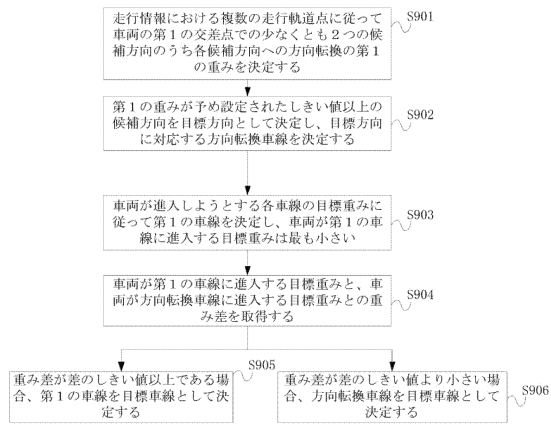 走行情報における複数の走行軌道点に従って
車両の第1の交差点での少なくとも2つの候
補方向のうち各候補方向への方向転換の第1
の重みを決定する
S901
第1の重みが予め設定されたしきい値以上の
候補方向を目標方向として決定し、目標方向
に対応する方向転換車線を決定する
S902
車両が進入しようとする各車線の目標重みに
従って第1の車線を決定し、車両が第1の車
線に進入する目標重みは最も小さい
S903
車両が第1の車線に進入する目標重みと、車
両が方向転換車線に進入する目標重みとの重
み差を取得する
S904
重み差が差のしきい値以上である場
合、第1の車線を目標車線として決
定する
S905
重み差が差のしきい値より小さい場
合、方向転換車線を目標車線として
決定する
S906